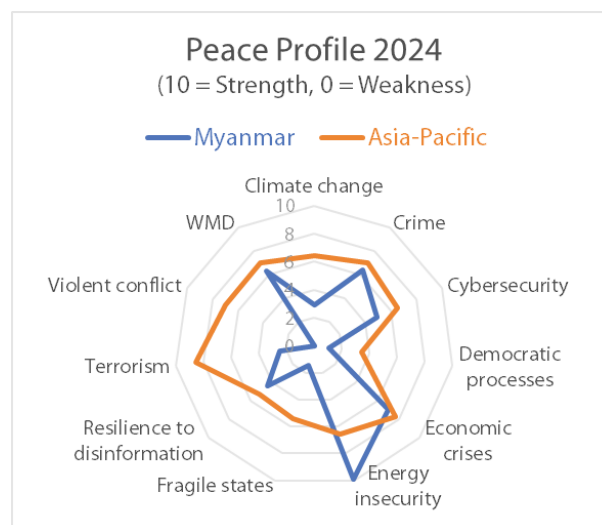 Peace Profile 2024
(10 = Strength, 0 = Weakness)
Myanmar
Asia-Pacific
Climate change
10
WMD
Crime
8
6
Violent conflict
Cybersecurity
4
2
0
Terrorism
Democratic
processes
Resilience to
disinformation
Economic
crises
Fragile states
Energy
insecurity